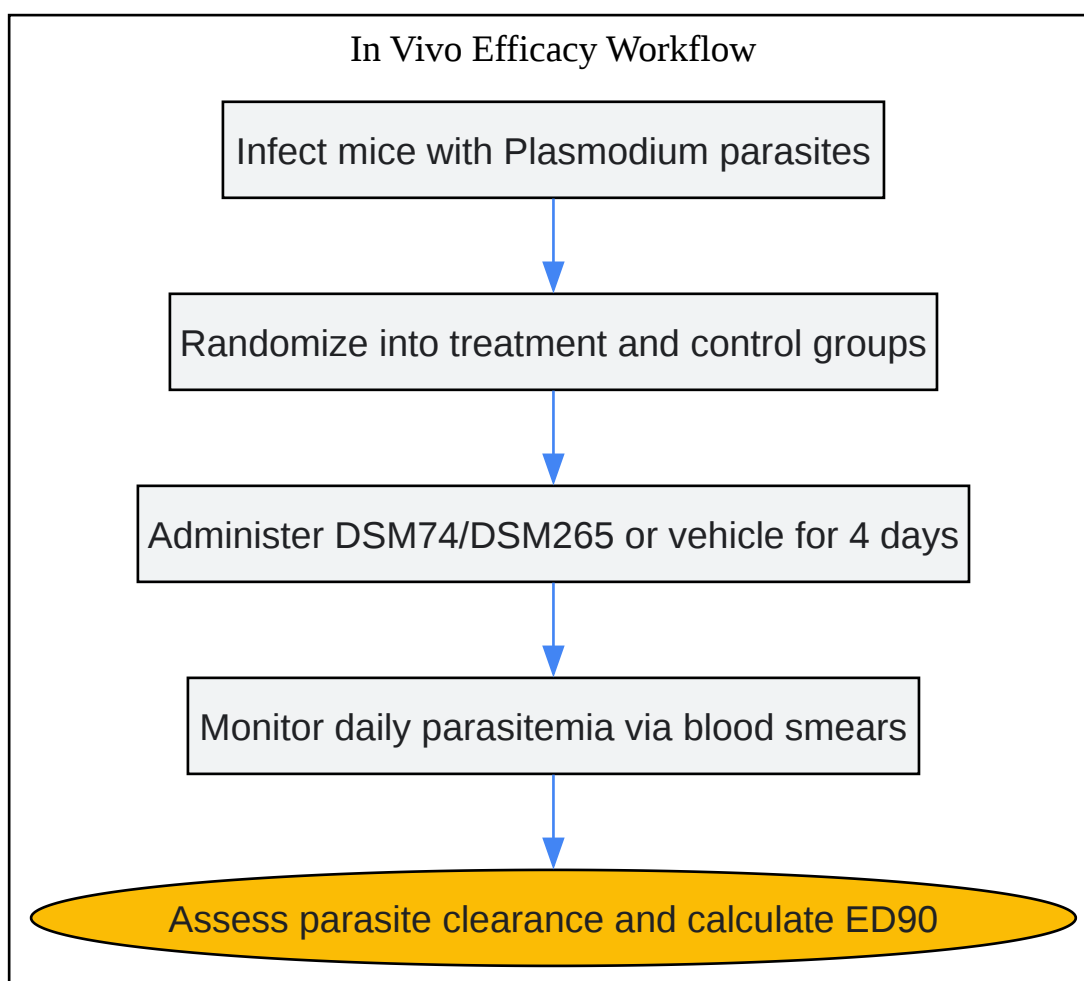 In Vivo Efficacy Workflow
Infect mice with Plasmodium parasites
Randomize into treatment and control groups
Administer DSM74/DSM265 or vehicle for 4 days
Monitor daily parasitemia via blood smears
Assess parasite clearance and calculate ED90